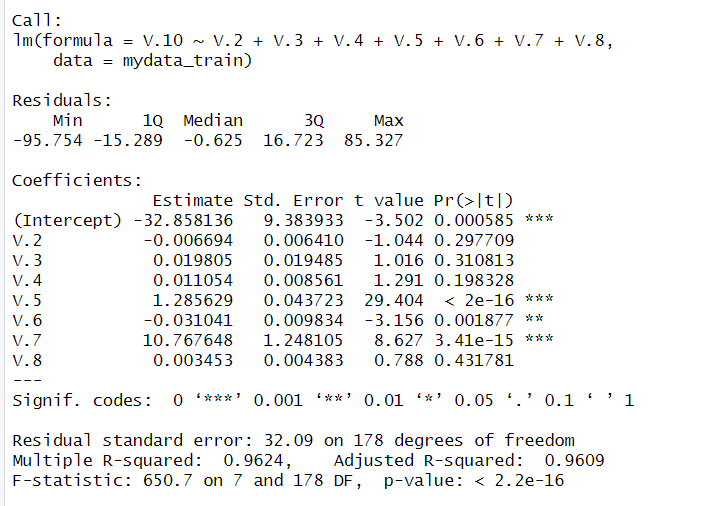 Call:
lm(formula = V.10 ~ V.2 + V.3 + V.4 + V.5 + V.6 + V.7 + V.8,
    data = mydata_train)

Residuals:
    Min      1Q  Median      3Q     Max
-95.754 -15.289  -0.625  16.723  85.327

Coefficients:
              Estimate Std. Error t value Pr(>|t|)
(Intercept) -32.858136   9.383933  -3.502 0.000585 ***
V.2          -0.006694   0.006410  -1.044 0.297709
V.3           0.019805   0.019485   1.016 0.310813
V.4           0.011054   0.008561   1.291 0.198328
V.5           1.285629   0.043723  29.404  < 2e-16 ***
V.6          -0.031041   0.009834  -3.156 0.001877 **
V.7          10.767648   1.248105   8.627 3.41e-15 ***
V.8           0.003453   0.004383   0.788 0.431781
---
Signif. codes:  0 ‘***’ 0.001 ‘**’ 0.01 ‘*’ 0.05 ‘.’ 0.1 ‘ ’ 1

Residual standard error: 32.09 on 178 degrees of freedom
Multiple R-squared:  0.9624,    Adjusted R-squared:  0.9609
F-statistic: 650.7 on 7 and 178 DF,  p-value: < 2.2e-16